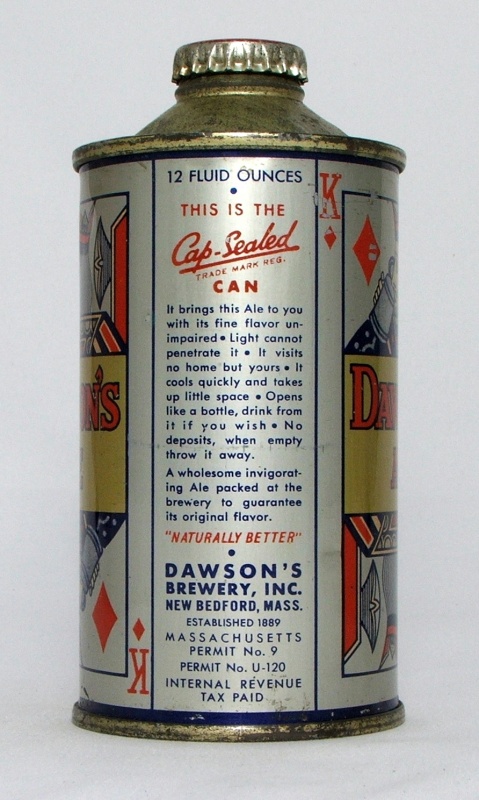 12 FLUID OUNCES
•
THIS IS THE
Cap-Sealed
TRADE MARK REG.
CAN
It brings this Ale to you
with its fine flavor un-
impaired • Light cannot
penetrate it • It visits
no home but yours • It
cools quickly and takes
up little space • Opens
like a bottle, drink from
it if you wish • No
deposits, when empty
throw it away.
A wholesome invigorat-
ing Ale packed at the
brewery to guarantee
its original flavor.
"NATURALLY BETTER"
•
DAWSON'S
BREWERY, INC.
NEW BEDFORD, MASS.
ESTABLISHED 1889
MASSACHUSETTS
PERMIT No. 9
PERMIT No. U-120
INTERNAL REVENUE
TAX PAID
K
K
N'S
DA
A